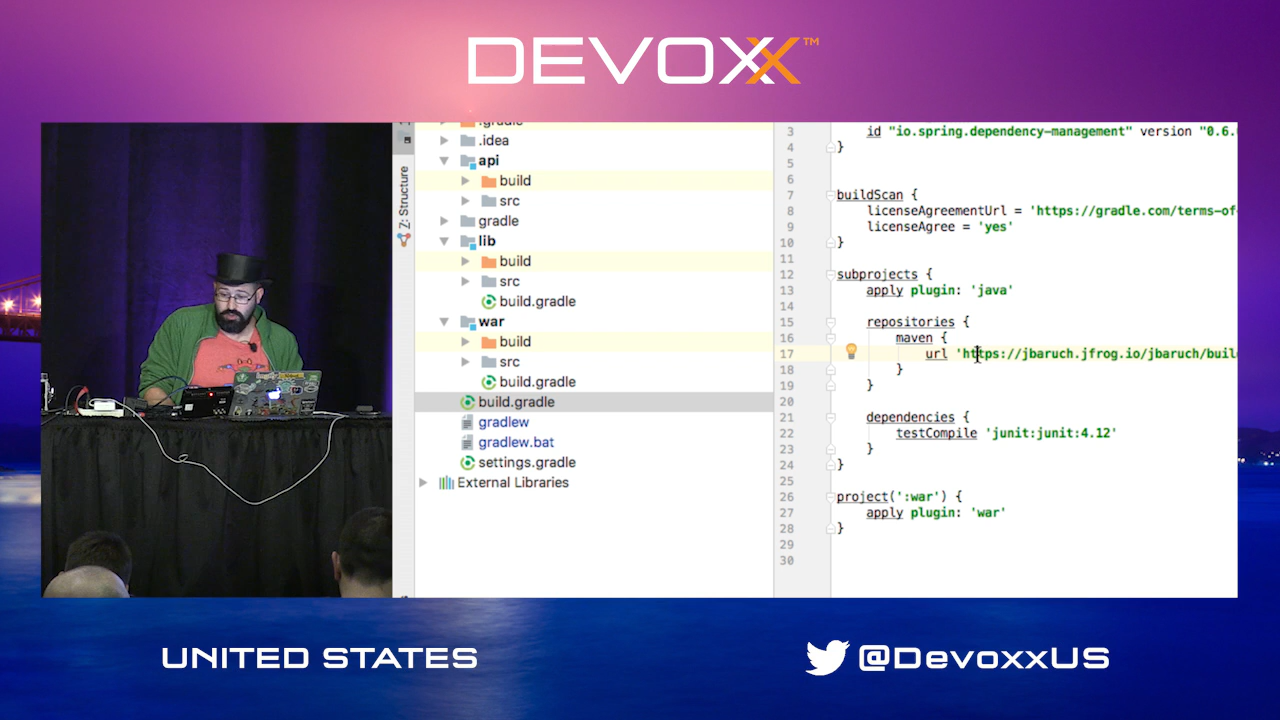 DEVOXX™
.gradle
.idea
api
build
src
gradle
lib
build
src
build.gradle
war
build
src
build.gradle
build.gradle
gradlew
gradlew.bat
settings.gradle
External Libraries
Z: Structure
3 id "io.spring.dependency-management" version "0.6.
4 }
5
6
7 buildScan {
8 licenseAgreementUrl = 'https://gradle.com/terms-of-
9 licenseAgree = 'yes'
10 }
11
12 subprojects {
13 apply plugin: 'java'
14
15 repositories {
16 maven {
17 url 'https://jbaruch.jfrog.io/jbaruch/buil
18 }
19 }
20
21 dependencies {
22 testCompile 'junit:junit:4.12'
23 }
24 }
25
26 project(':war') {
27 apply plugin: 'war'
28 }
29
30
UNITED STATES
@DevoxxUS